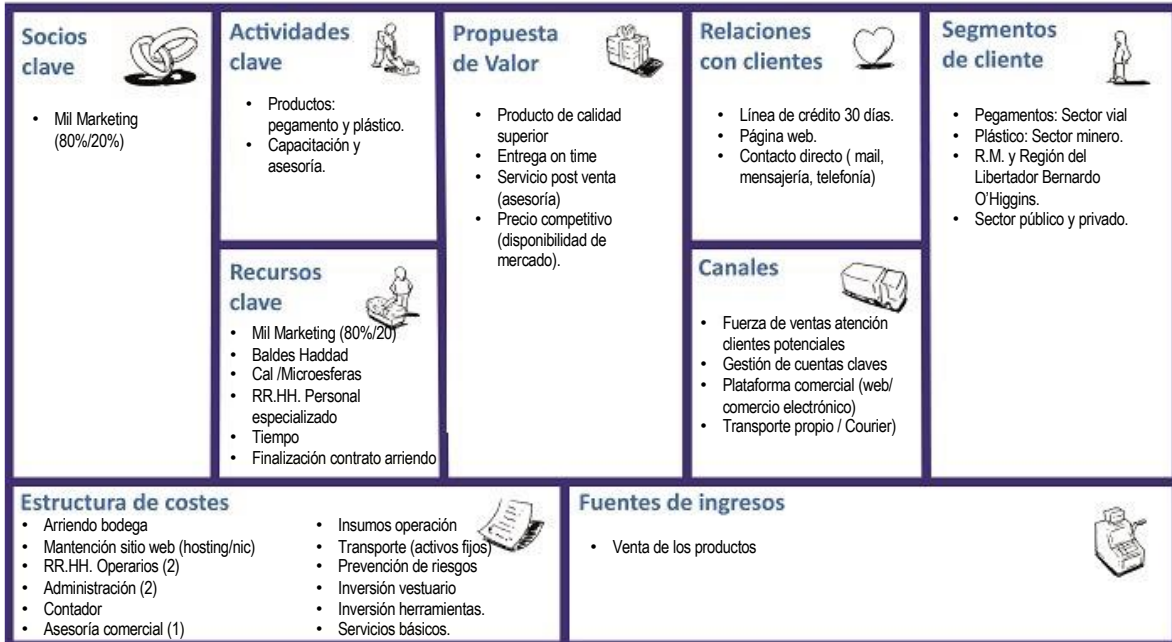 Socios
clave
• Mil Marketing
(80%/20%)
Actividades
clave
• Productos:
pegamento y plástico.
• Capacitación y
asesoría.
Recursos
clave
• Mil Marketing (80%/20)
• Baldes Haddad
• Cal /Microesferas
• RR.HH. Personal
especializado
• Tiempo
• Finalización contrato arriendo
Propuesta
de Valor
• Producto de calidad
superior
• Entrega on time
• Servicio post venta
(asesoría)
• Precio competitivo
(disponibilidad de
mercado).
Relaciones
con clientes
• Línea de crédito 30 días.
• Página web.
• Contacto directo ( mail,
mensajería, telefonía)
Canales
• Fuerza de ventas atención
clientes potenciales
• Gestión de cuentas claves
• Plataforma comercial (web/
comercio electrónico)
• Transporte propio / Courier)
Segmentos
de cliente
• Pegamentos: Sector vial
• Plástico: Sector minero.
• R.M. y Región del
Libertador Bernardo
O’Higgins.
• Sector público y privado.
Estructura de costes
• Arriendo bodega
• Mantención sitio web (hosting/nic)
• RR.HH. Operarios (2)
• Administración (2)
• Contador
• Asesoría comercial (1)
• Insumos operación
• Transporte (activos fijos)
• Prevención de riesgos
• Inversión vestuario
• Inversión herramientas.
• Servicios básicos.
Fuentes de ingresos
• Venta de los productos